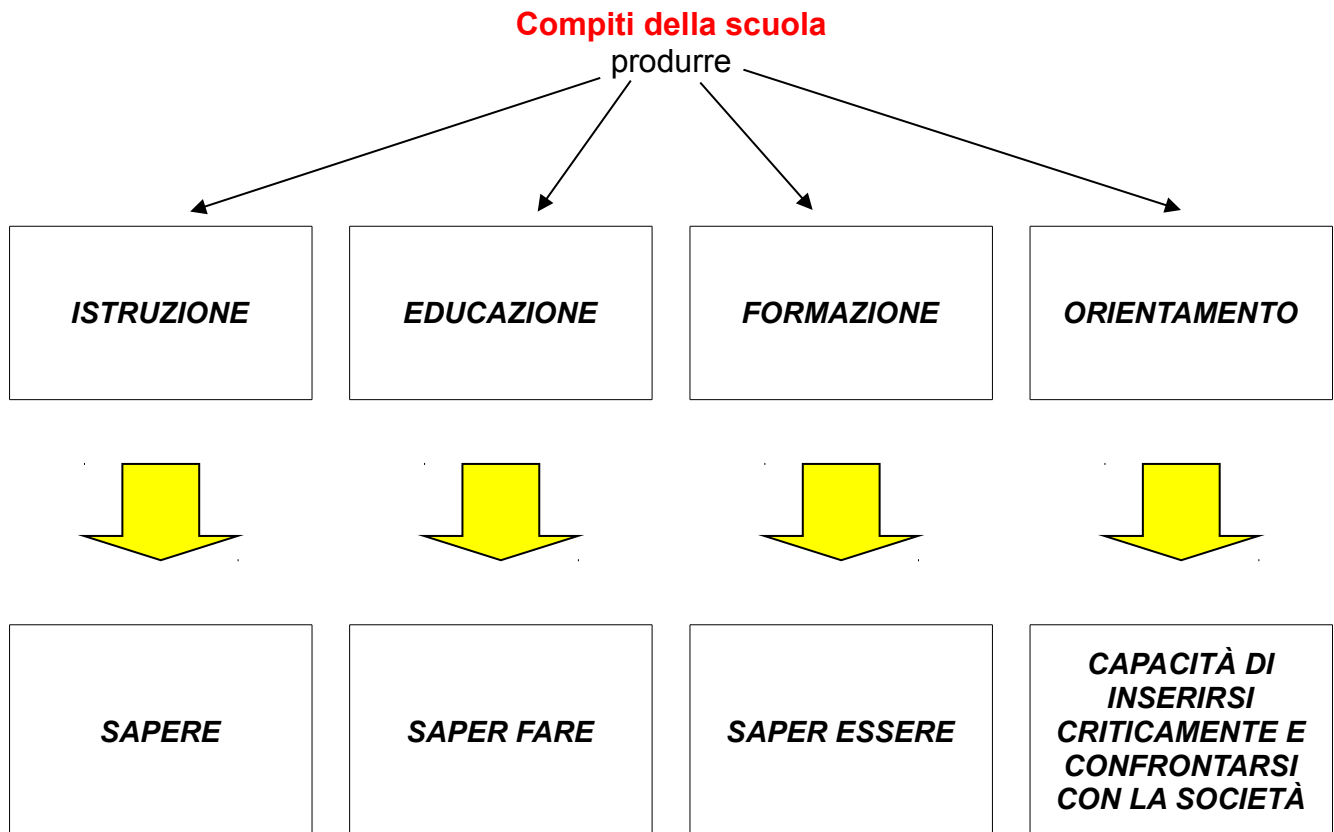 Compiti della scuola
produrre
ISTRUZIONE
EDUCAZIONE
FORMAZIONE
ORIENTAMENTO
SAPERE
SAPER FARE
SAPER ESSERE
CAPACITÀ DI
INSERIRSI
CRITICAMENTE E
CONFRONTARSI
CON LA SOCIETÀ